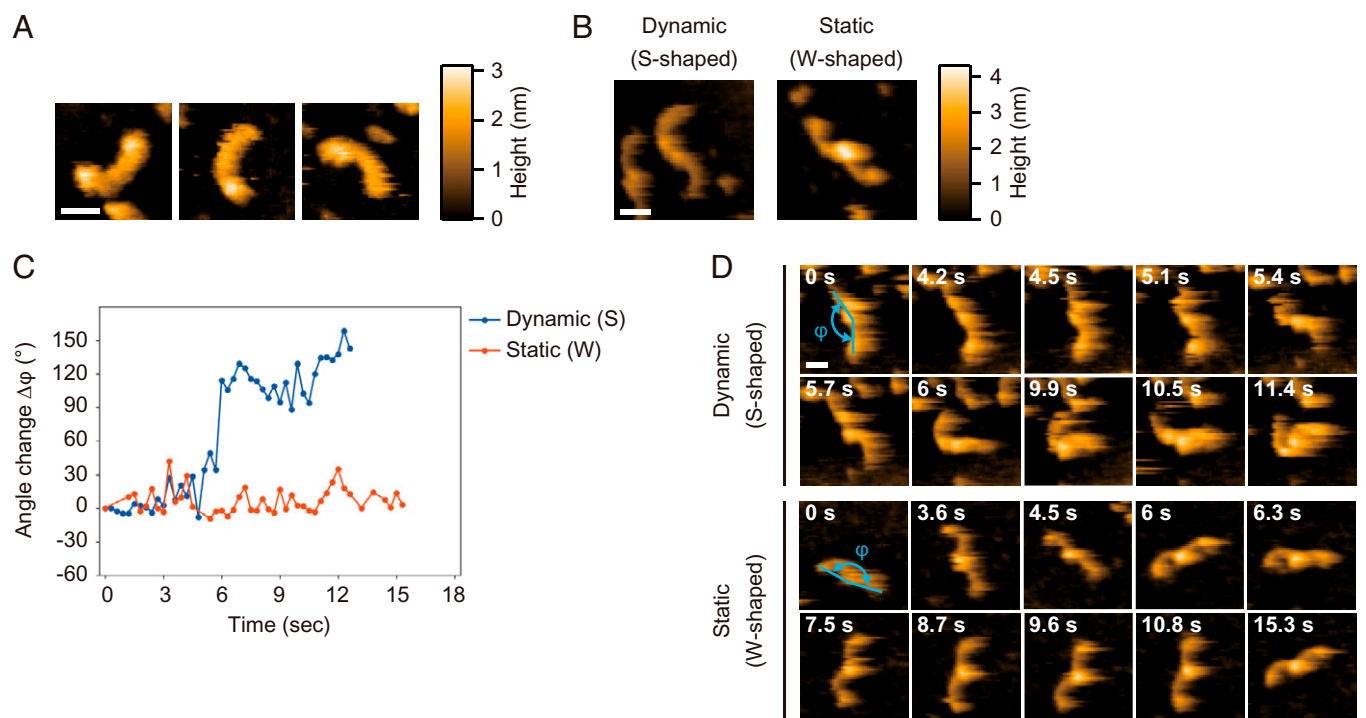 A
3
2
1
0
Height (nm)
B
Dynamic
(S-shaped)
Static
(W-shaped)
4
3
2
1
0
Height (nm)
C
150
120
90
60
30
0
-30
-60
Angle change Δφ (°)
0 3 6 9 12 15 18
Time (sec)
Dynamic (S)
Static (W)
D
Dynamic
(S-shaped)
0 s 4.2 s 4.5 s 5.1 s 5.4 s
φ
5.7 s 6 s 9.9 s 10.5 s 11.4 s
Static
(W-shaped)
0 s 3.6 s 4.5 s 6 s 6.3 s
φ
7.5 s 8.7 s 9.6 s 10.8 s 15.3 s